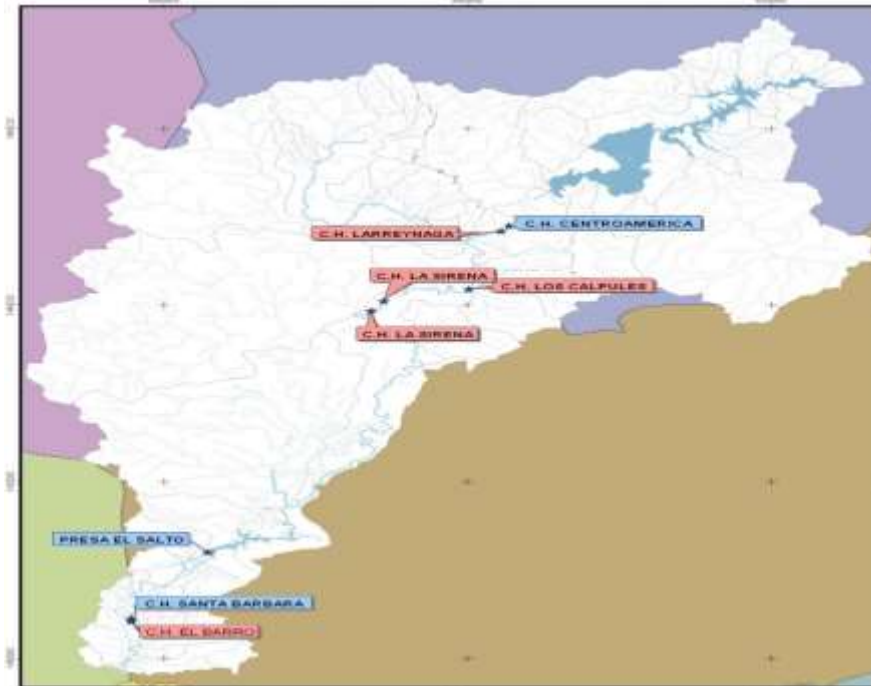 C.H. CENTROAMERICA
C.H. LARREYNAGA
C.H. LA SIRENA
C.H. LOS CALPULES
C.H. LA SIRENA
PRESA EL SALTO
C.H. SANTA BARBARA
C.H. EL BARRO